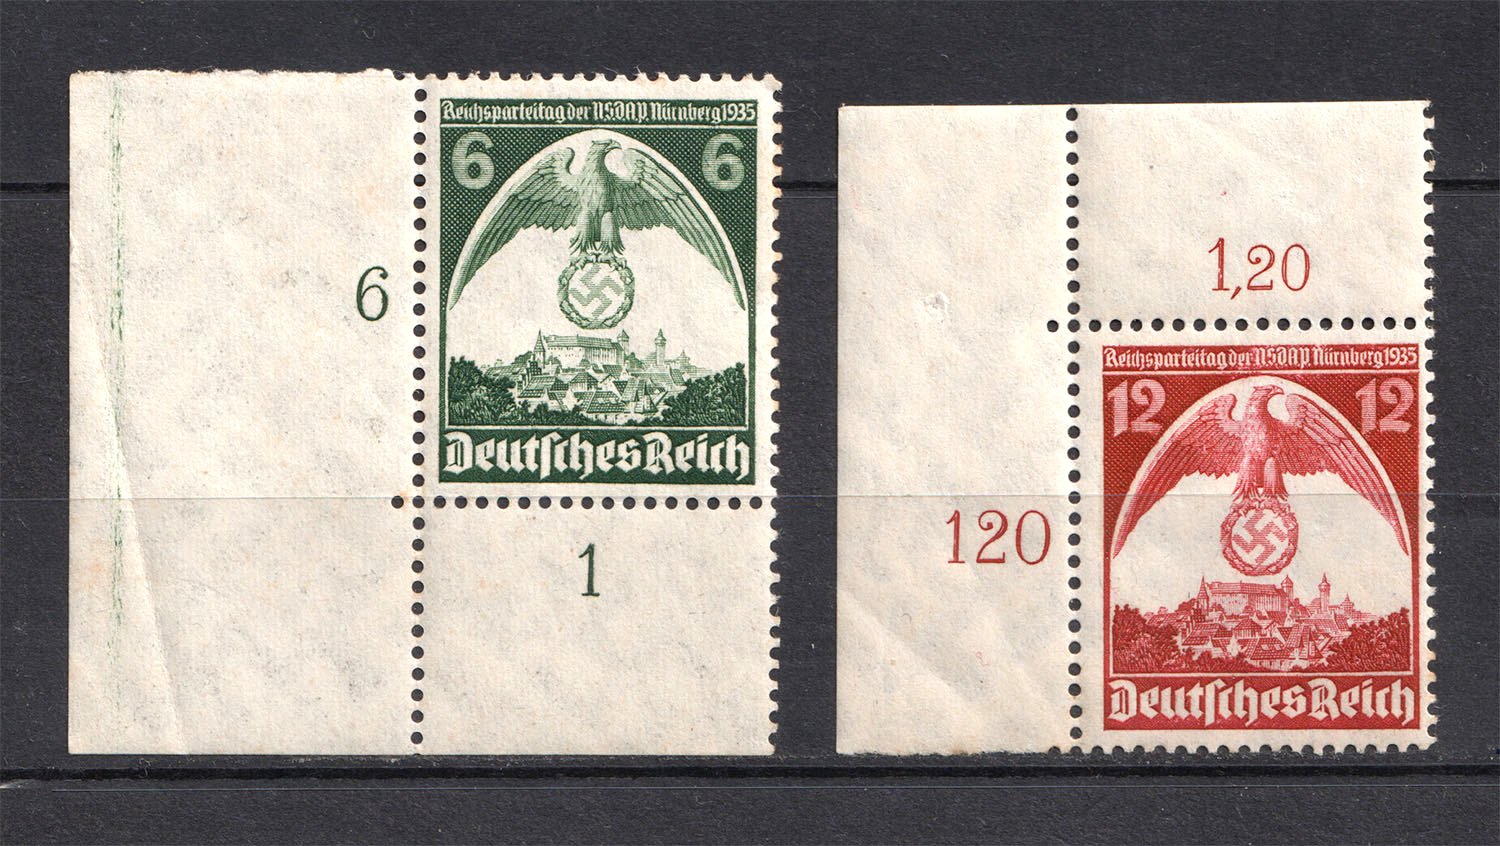 Reichsparteitag der NSDAP. Nürnberg 1935
6 6
6
Deutsches Reich
1
1,20
Reichsparteitag der NSDAP. Nürnberg 1935
12 12
120
Deutsches Reich